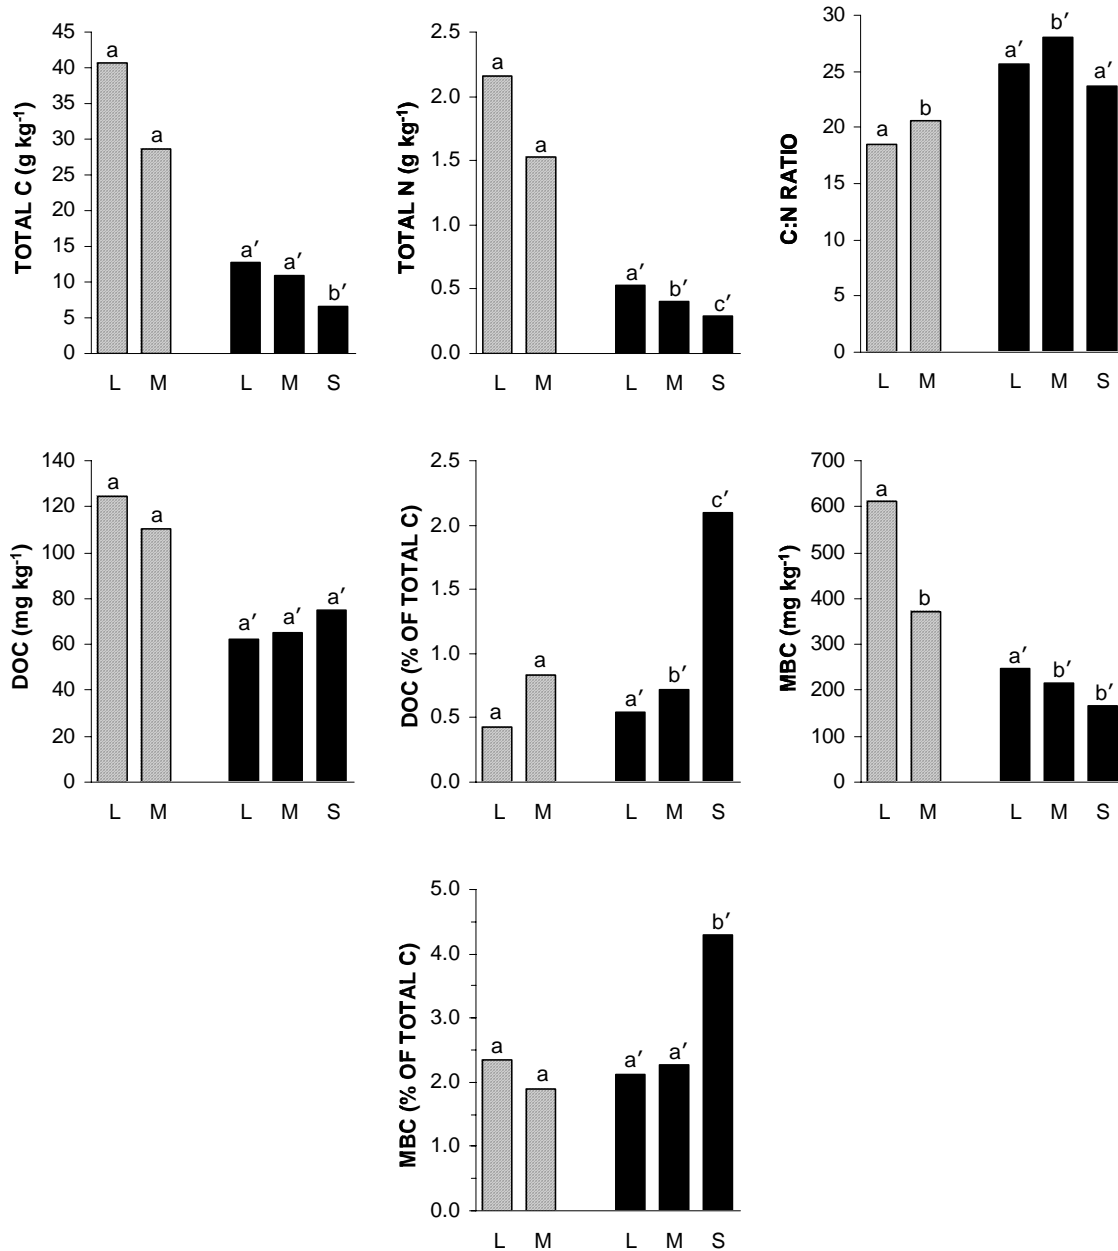 TOTAL C (g kg-1)
45
40
35
30
25
20
15
10
5
0
a
a
a′
a′
b′
L M L M S
TOTAL N (g kg-1)
2.5
2.0
1.5
1.0
0.5
0.0
a
a
a′
b′
c′
L M L M S
C:N RATIO
30
25
20
15
10
5
0
a
b
a′
b′
a′
L M L M S
DOC (mg kg-1)
140
120
100
80
60
40
20
0
a
a
a′
a′
a′
L M L M S
DOC (% OF TOTAL C)
2.5
2.0
1.5
1.0
0.5
0.0
a
a
a′
b′
c′
L M L M S
MBC (mg kg-1)
700
600
500
400
300
200
100
0
a
b
a′
b′
b′
L M L M S
MBC (% OF TOTAL C)
5.0
4.0
3.0
2.0
1.0
0.0
a
a
a′
a′
b′
L M L M S